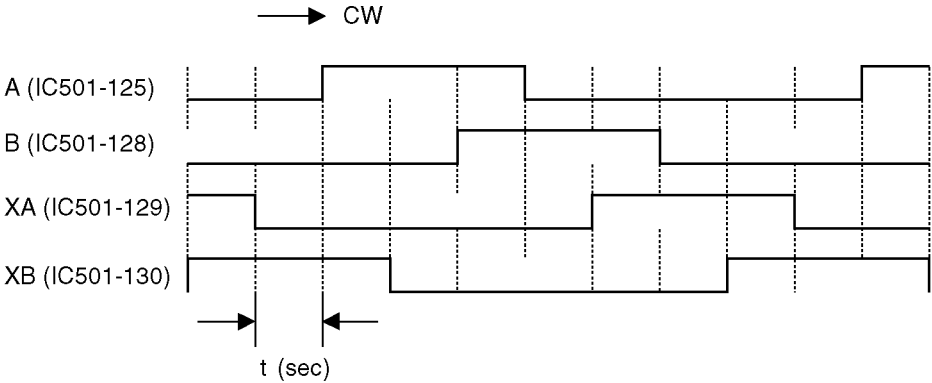 CW
A (IC501-125)
B (IC501-128)
XA (IC501-129)
XB (IC501-130)
t (sec)